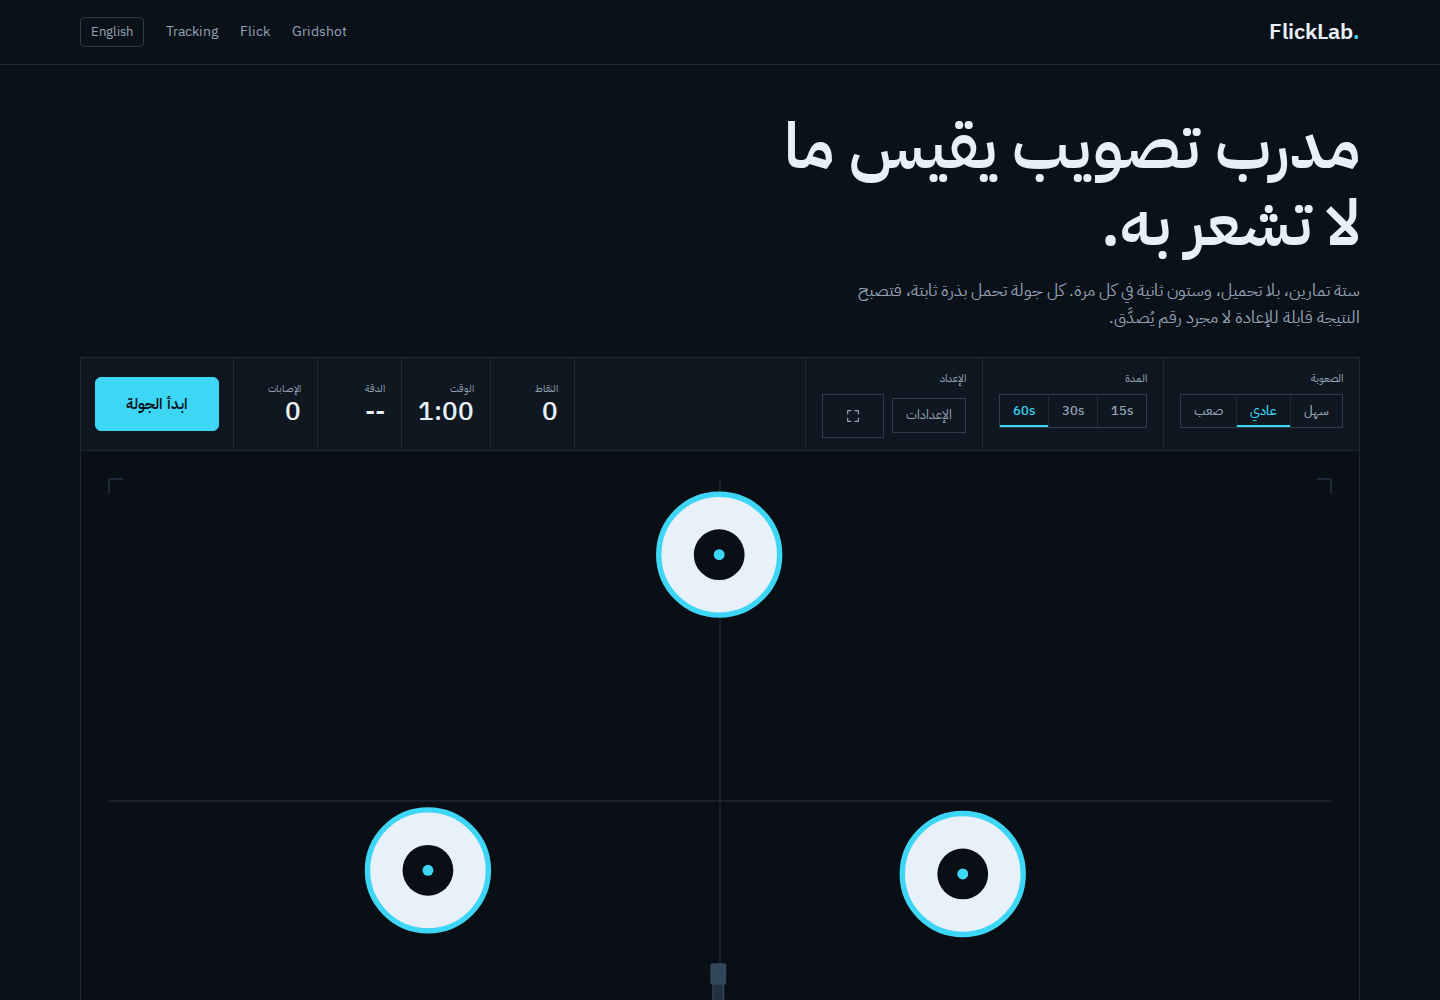 FlickLab.
Gridshot
Flick
Tracking
English
مدرب تصويب يقيس ما
لا تشعر به.
ستة تمارين، بلا تحميل، وستون ثانية في كل مرة. كل جولة تحمل بذرة ثابتة، فتصبح
النتيجة قابلة للإعادة لا مجرد رقم يُصدَّق.
الصعوبة
سهل
عادي
صعب
المدة
15s
30s
60s
الإعداد
الإعدادات
النقاط
0
الوقت
1:00
الدقة
--
الإصابات
0
ابدأ الجولة